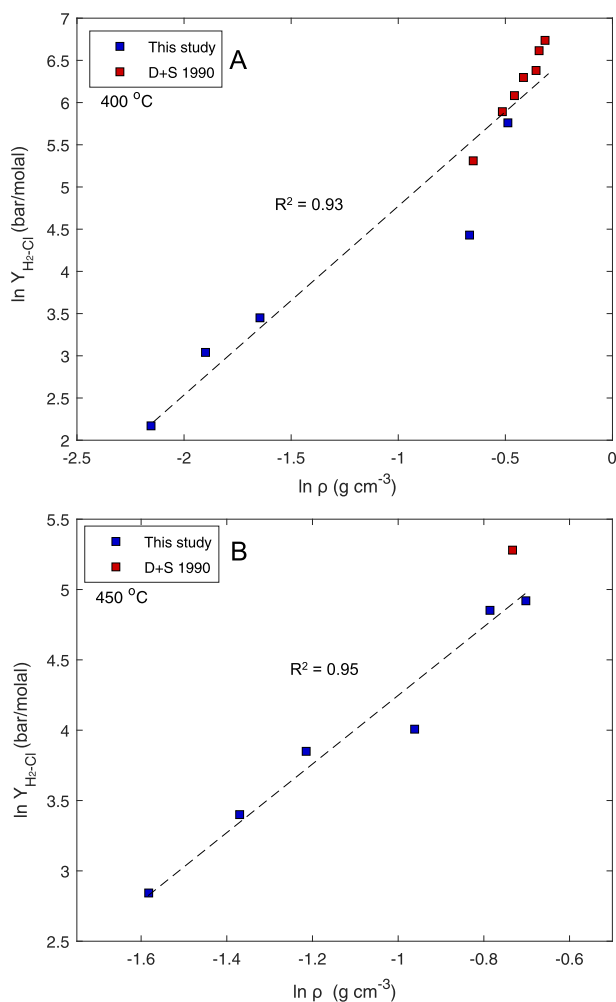 This study
D+S 1990
A
400 °C
R² = 0.93
7
6.5
6
5.5
5
4.5
4
3.5
3
2.5
2
ln Y_H₂-Cl (bar/molal)
-2.5 -2 -1.5 -1 -0.5 0
ln ρ (g cm⁻³)
This study
D+S 1990
B
450 °C
R² = 0.95
5.5
5
4.5
4
3.5
3
2.5
ln Y_H₂-Cl (bar/molal)
-1.6 -1.4 -1.2 -1 -0.8 -0.6
ln ρ (g cm⁻³)